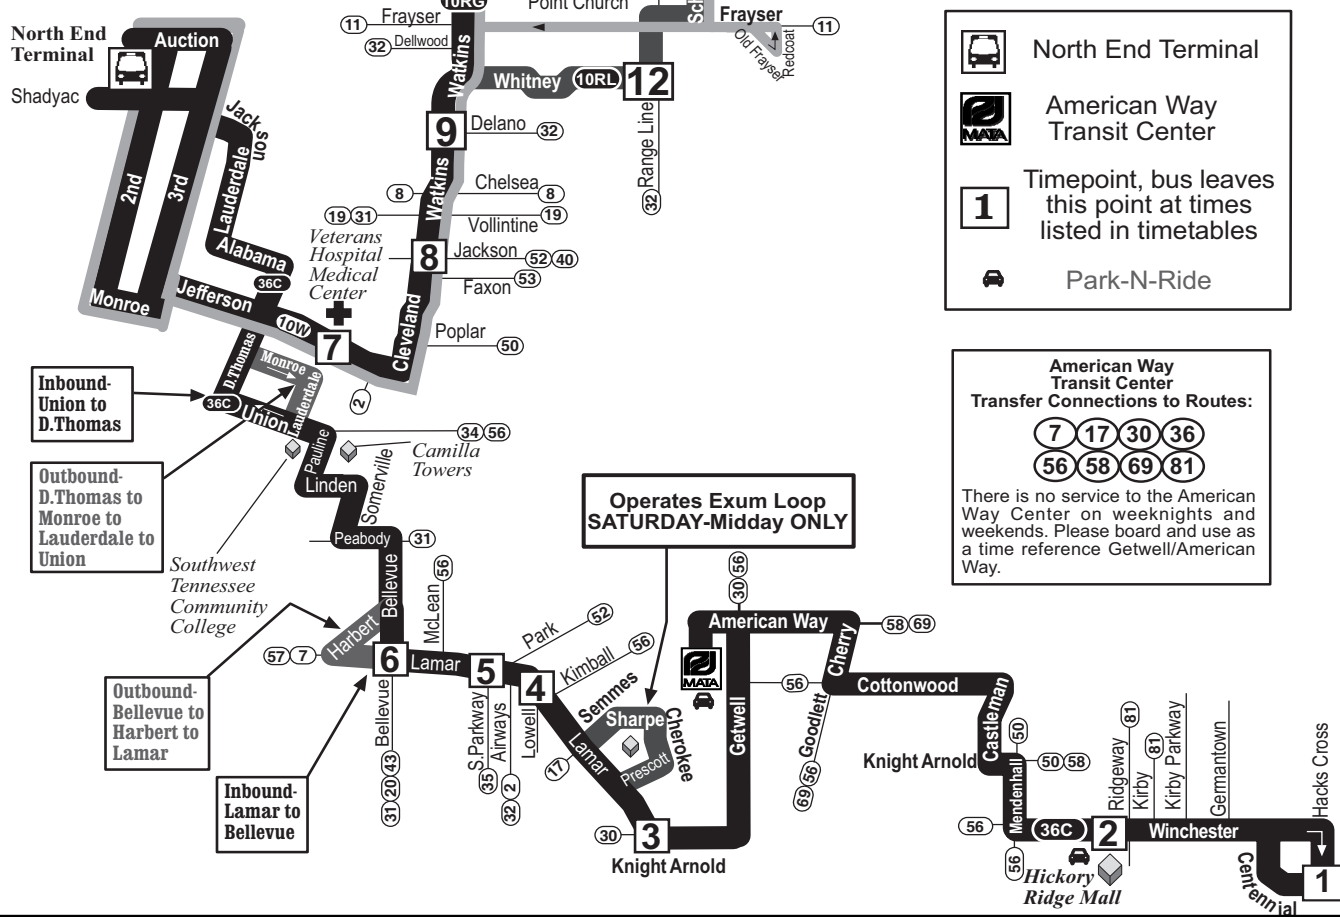 North End
Terminal
Auction
Shadyac
Jackson
2nd
3rd
Lauderdale
Alabama
36C
Monroe
Jefferson
10W
7
D.Thomas
Monroe
Lauderdale
36C
Union
2
10RG
Point Church
Sch
Frayser
11
Frayser
11
32
Dellwood
Old Frayser
Redcoat
Watkins
Whitney
10RL
12
9
Delano
32
Range Line
32
Watkins
8
Chelsea
8
19 31
Vollintine
19
Veterans
Hospital
Medical
Center
8
Jackson
52 40
Faxon
53
Cleveland
Poplar
50
North End Terminal
MATA
American Way
Transit Center
1
Timepoint, bus leaves
this point at times
listed in timetables
Park-N-Ride
American Way
Transit Center
Transfer Connections to Routes:
7 17 30 36
56 58 69 81
There is no service to the American
Way Center on weeknights and
weekends. Please board and use as
a time reference Getwell/American
Way.
Inbound-
Union to
D.Thomas
Outbound-
D.Thomas to
Monroe to
Lauderdale to
Union
34 56
Pauline
Camilla
Towers
Linden
Somerville
Peabody
31
Southwest
Tennessee
Community
College
Bellevue
Harbert
57 7
6
Lamar
McLean
56
5
Park
52
4
Kimball
56
Bellevue
31 20 43
S.Parkway
35
Airways
32 2
Lowell
Outbound-
Bellevue to
Harbert to
Lamar
Inbound-
Lamar to
Bellevue
Operates Exum Loop
SATURDAY-Midday ONLY
Semmes
Sharpe
Cherokee
Prescott
Lamar
17
30
3
Knight Arnold
30 56
American Way
MATA
Getwell
Cherry
58 69
56
Cottonwood
Goodlett
69 56
Castleman
Knight Arnold
50
50 58
Mendenhall
56
56
36C
2
Ridgeway
81
Kirby
81
Kirby Parkway
Germantown
Hacks Cross
Winchester
Centennial
1
Hickory
Ridge Mall